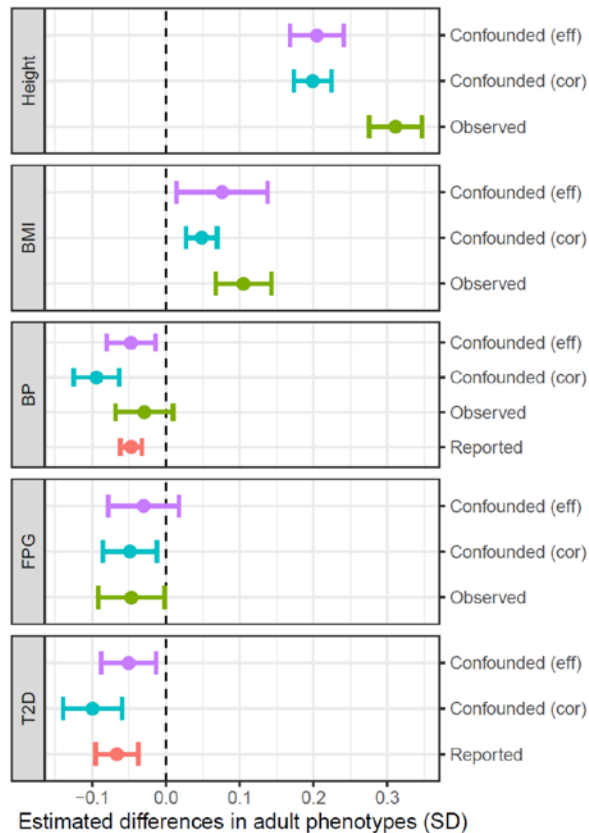 Height
Confounded (eff)
Confounded (cor)
Observed
BMI
Confounded (eff)
Confounded (cor)
Observed
BP
Confounded (eff)
Confounded (cor)
Observed
Reported
FPG
Confounded (eff)
Confounded (cor)
Observed
T2D
Confounded (eff)
Confounded (cor)
Reported
−0.1 0.0 0.1 0.2 0.3
Estimated differences in adult phenotypes (SD)